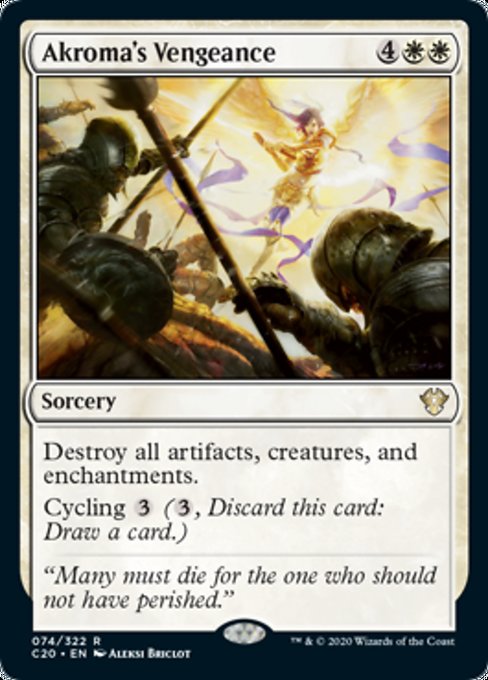 Akroma's Vengeance 4
Sorcery
Destroy all artifacts, creatures, and
enchantments.
Cycling 3 (3, Discard this card:
Draw a card.)
“Many must die for the one who should
not have perished.”
074/322 R
C20 • EN Aleksi Briclot
™ & © 2020 Wizards of the Coast